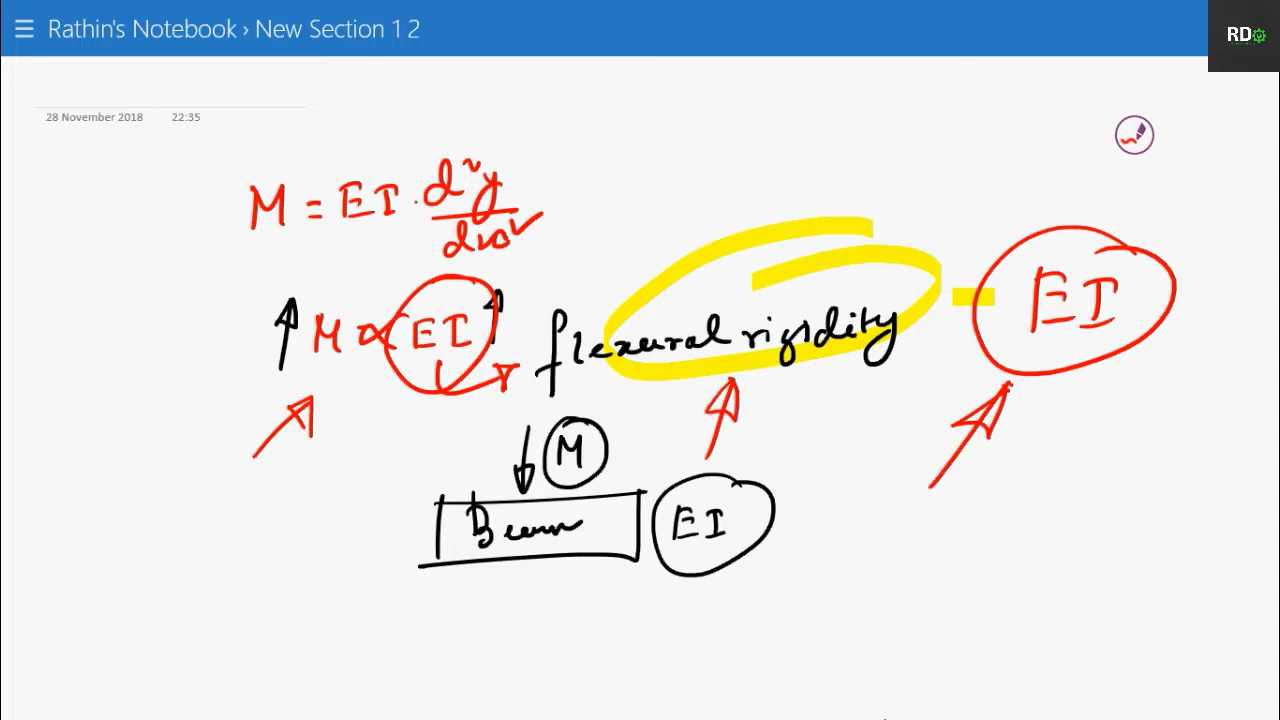 Rathin's Notebook › New Section 1 2
RD
28 November 2018 22:35
M = EI · d²y
dx²
M ∝ EI flexural rigidity - EI
M
Beam EI